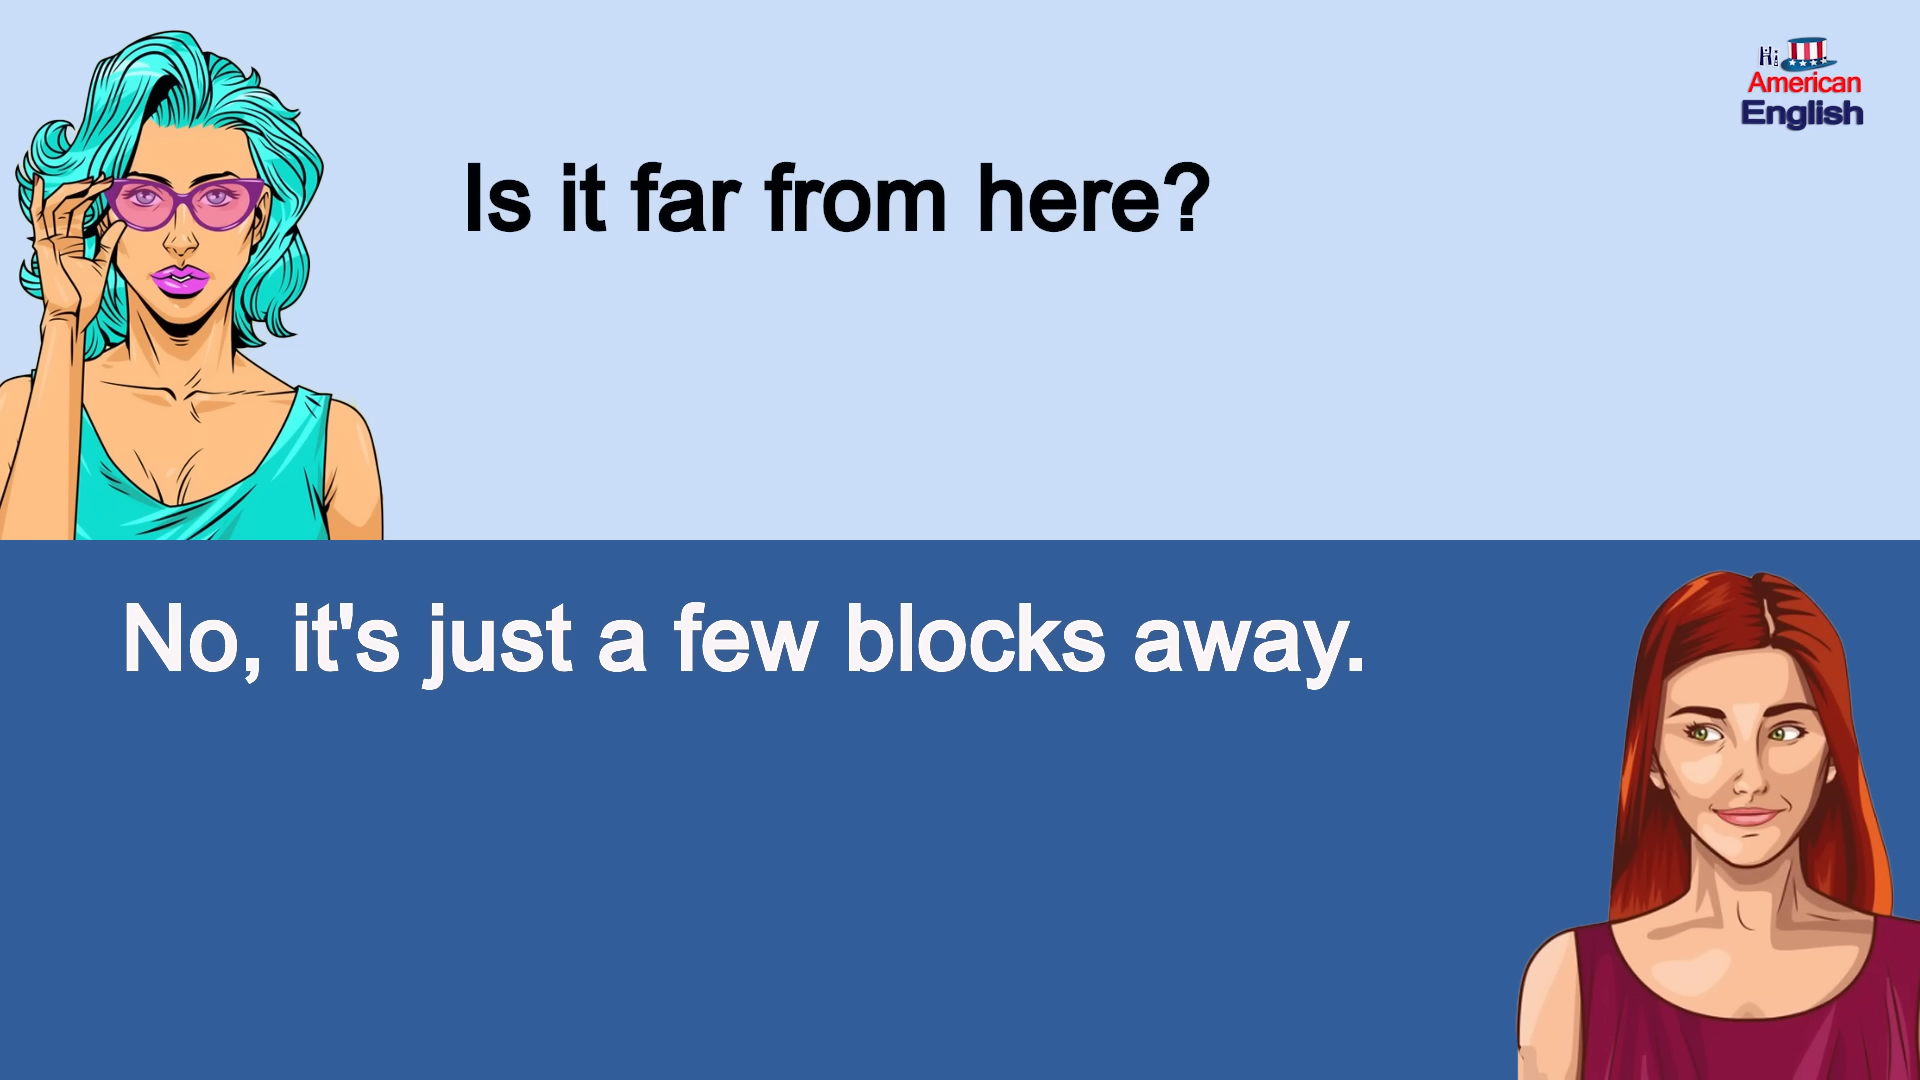 Hi
American
English
Is it far from here?
No, it's just a few blocks away.